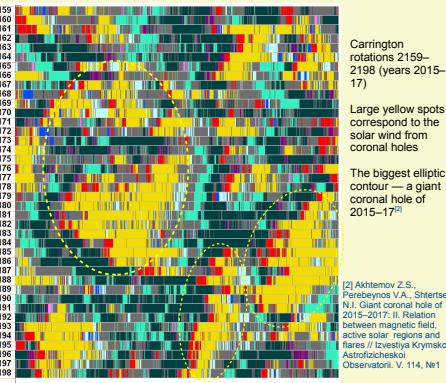 159
160
161
162
163
164
165
166
167
168
169
170
171
172
173
174
175
176
177
178
179
180
181
182
183
184
185
186
187
188
189
190
191
192
193
194
195
196
197
198
Carrington
rotations 2159–
2198 (years 2015–
17)
Large yellow spots
correspond to the
solar wind from
coronal holes
The biggest elliptic
contour — a giant
coronal hole of
2015–17[2]
[2] Akhtemov Z.S.,
Perebeynos V.A., Shtertse
N.I. Giant coronal hole of
2015–2017: II. Relation
between magnetic field,
active solar regions and
flares // Izvestiya Krymsko
Astrofizicheskoi
Observatorii. V. 114, №1